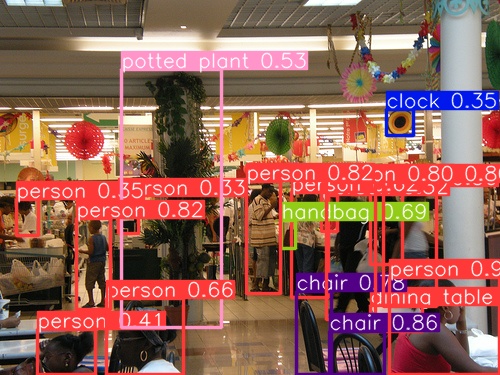 potted plant 0.53
clock 0.35
person 0.82
0.80
person 0.35
rson 0.33
person 0.82
handbag 0.69
person 0.66
chair 0.78
person 0.9
dining table
person 0.41
chair 0.86